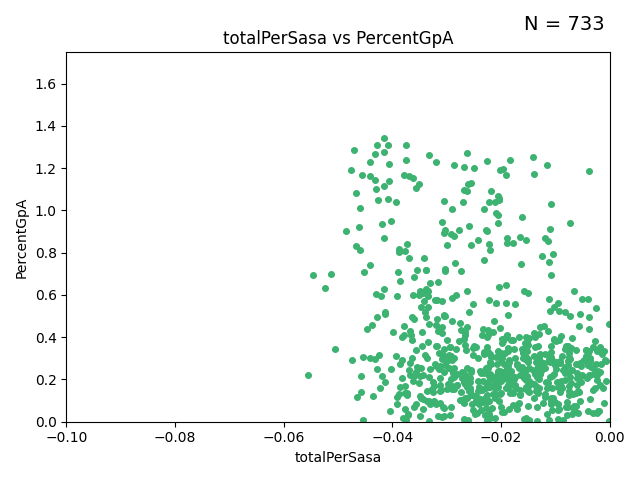 N = 733
totalPerSasa vs PercentGpA
PercentGpA
1.6
1.4
1.2
1.0
0.8
0.6
0.4
0.2
0.0
−0.10 −0.08 −0.06 −0.04 −0.02 0.00
totalPerSasa